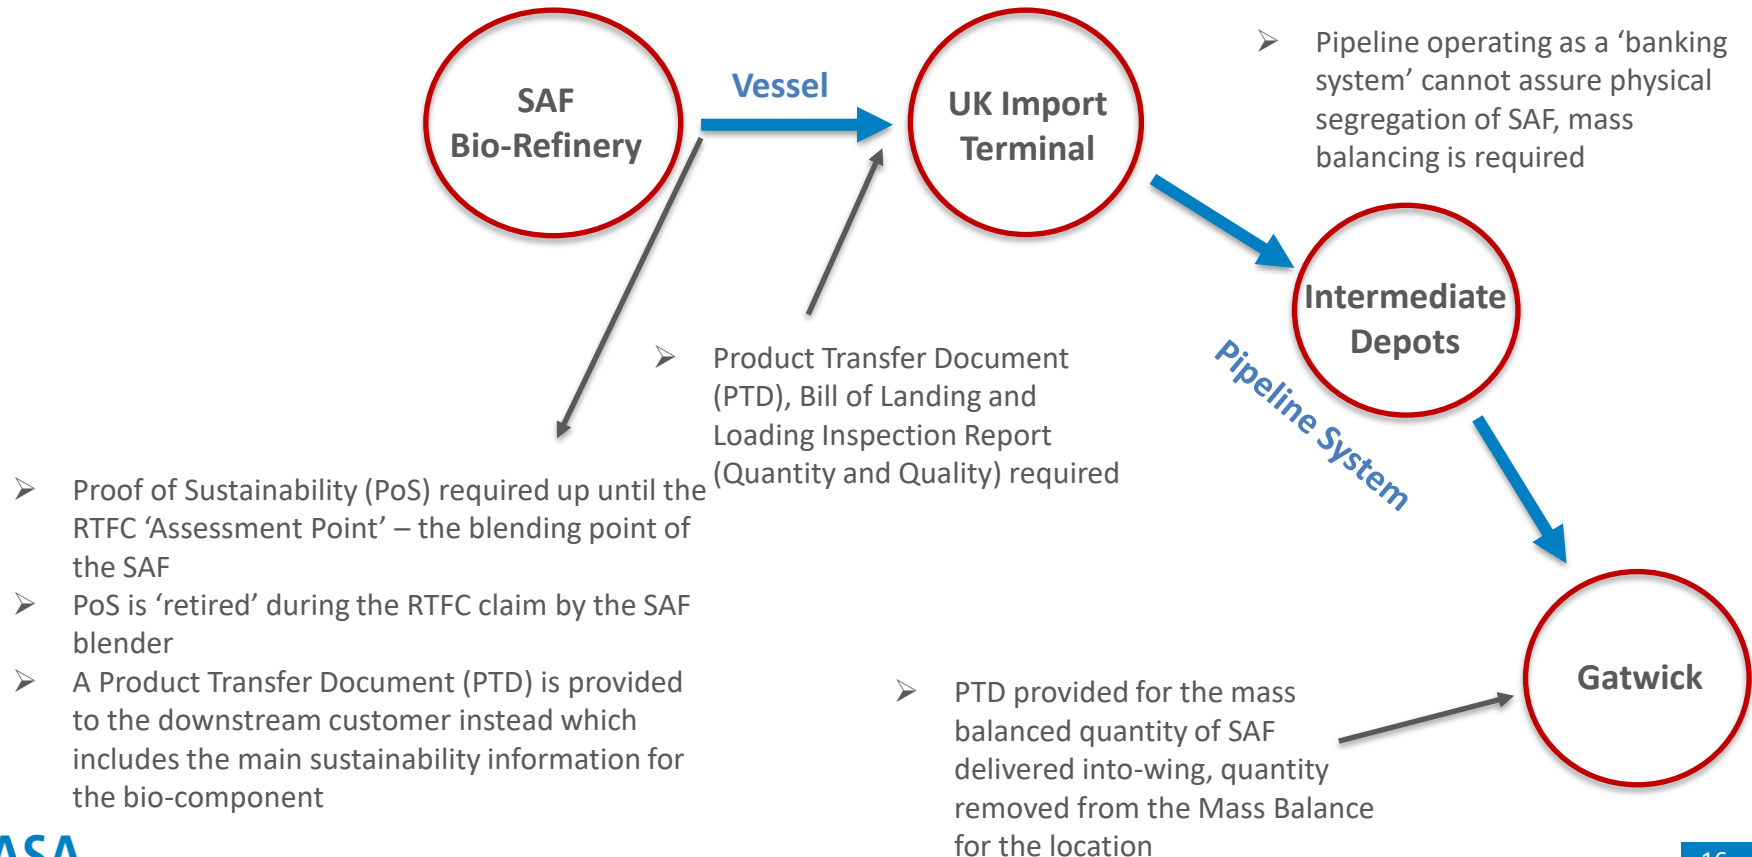 SAF
Bio-Refinery
Vessel
UK Import
Terminal
➢ Pipeline operating as a ‘banking
system’ cannot assure physical
segregation of SAF, mass
balancing is required
Intermediate
Depots
Pipeline System
➢ Product Transfer Document
(PTD), Bill of Landing and
Loading Inspection Report
(Quantity and Quality) required
➢ Proof of Sustainability (PoS) required up until the
RTFC ‘Assessment Point’ – the blending point of
the SAF
➢ PoS is ‘retired’ during the RTFC claim by the SAF
blender
➢ A Product Transfer Document (PTD) is provided
to the downstream customer instead which
includes the main sustainability information for
the bio-component
Gatwick
➢ PTD provided for the mass
balanced quantity of SAF
delivered into-wing, quantity
removed from the Mass Balance
for the location